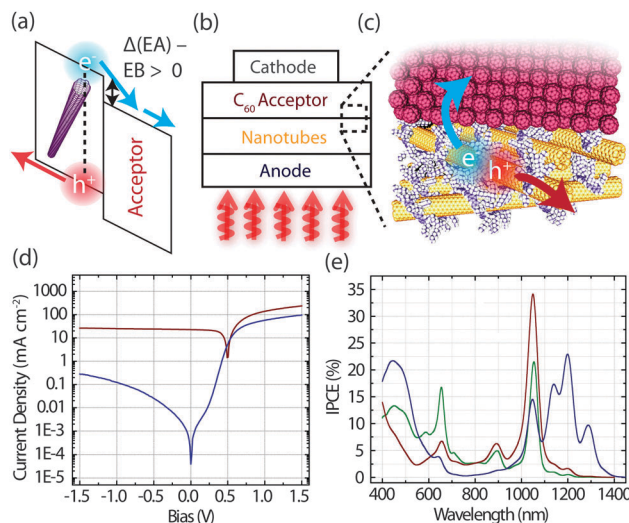 (a)
e-
Δ(EA) –
EB > 0
h+
Acceptor
(b)
Cathode
C60 Acceptor
Nanotubes
Anode
(c)
e-
h+
(d)
Current Density (mA cm-2)
1000
100
10
1
0.1
0.01
1E-3
1E-4
1E-5
-1.5 -1.0 -0.5 0.0 0.5 1.0 1.5
Bias (V)
(e)
IPCE (%)
35
30
25
20
15
10
5
0
400 600 800 1000 1200 1400
Wavelength (nm)